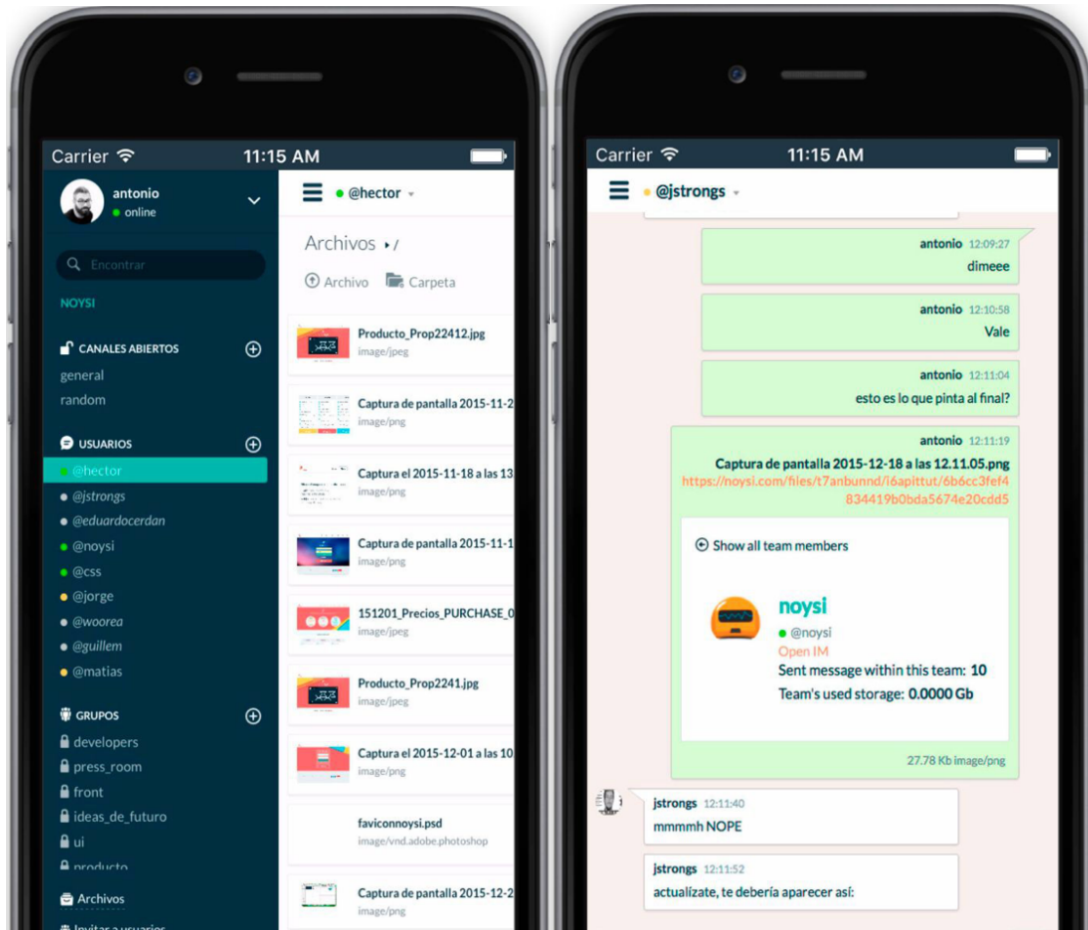 Carrier
11:15 AM
antonio
online
Encontrar
NOYSI
CANALES ABIERTOS
general
random
USUARIOS
@hector
@jstrongs
@eduardocerdan
@noysi
@css
@jorge
@woorea
@guillem
@matias
GRUPOS
developers
press_room
front
ideas_de_futuro
ui
producto
Archivos
Invitar a usuarios
@hector
Archivos /
Archivo Carpeta
Producto_Prop22412.jpg
image/jpeg
Captura de pantalla 2015-11-2
image/png
Captura el 2015-11-18 a las 13
image/png
Captura de pantalla 2015-11-1
image/png
151201_Precios_PURCHASE_0
image/jpeg
Producto_Prop2241.jpg
image/jpeg
Captura el 2015-12-01 a las 10
image/png
faviconnoysi.psd
image/vnd.adobe.photoshop
Captura de pantalla 2015-12-2
image/png
Carrier
11:15 AM
@jstrongs
antonio 12:09:27
dimeee
antonio 12:10:58
Vale
antonio 12:11:04
esto es lo que pinta al final?
antonio 12:11:19
Captura de pantalla 2015-12-18 a las 12.11.05.png
https://noysi.com/files/t7anbunnd/i6apittut/6b6cc3fef4
834419b0bda5674e20cdd5
Show all team members
noysi
@noysi
Open IM
Sent message within this team: 10
Team's used storage: 0.0000 Gb
27.78 Kb image/png
jstrongs 12:11:40
mmmmh NOPE
jstrongs 12:11:52
actualízate, te debería aparecer así: